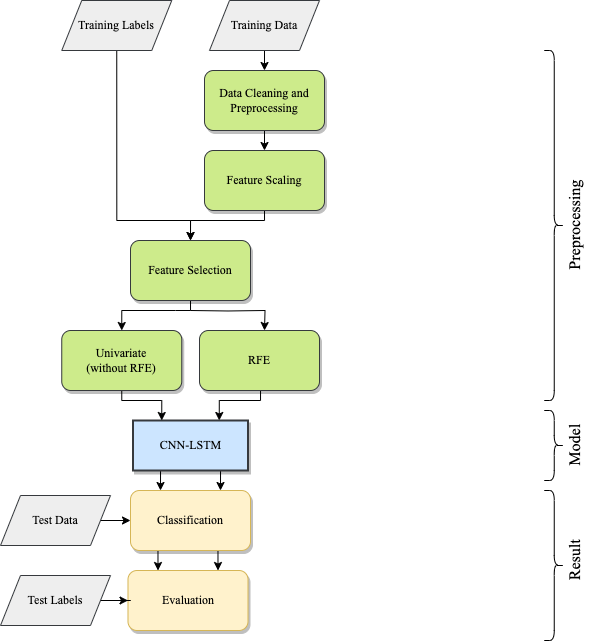 Training Labels
Training Data
Data Cleaning and
Preprocessing
Feature Scaling
Feature Selection
Univariate
(without RFE)
RFE
CNN-LSTM
Test Data
Classification
Test Labels
Evaluation
Preprocessing
Model
Result